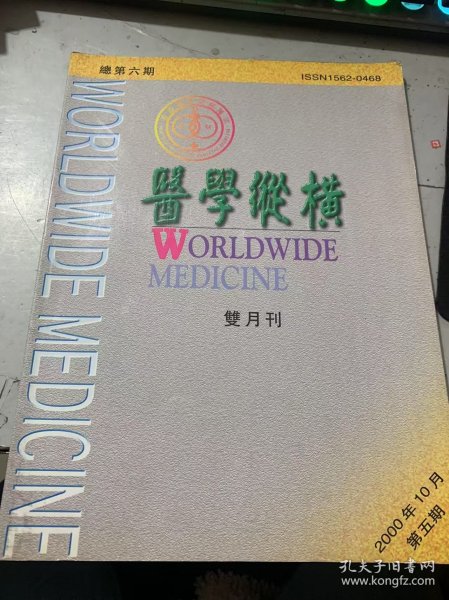 總第六期
ISSN1562-0468
WORLDWIDE MEDICINE
醫學縱橫
WORLDWIDE
MEDICINE
雙月刊
2000年10月
第五期
孔夫子旧书网
www.kongfz.com